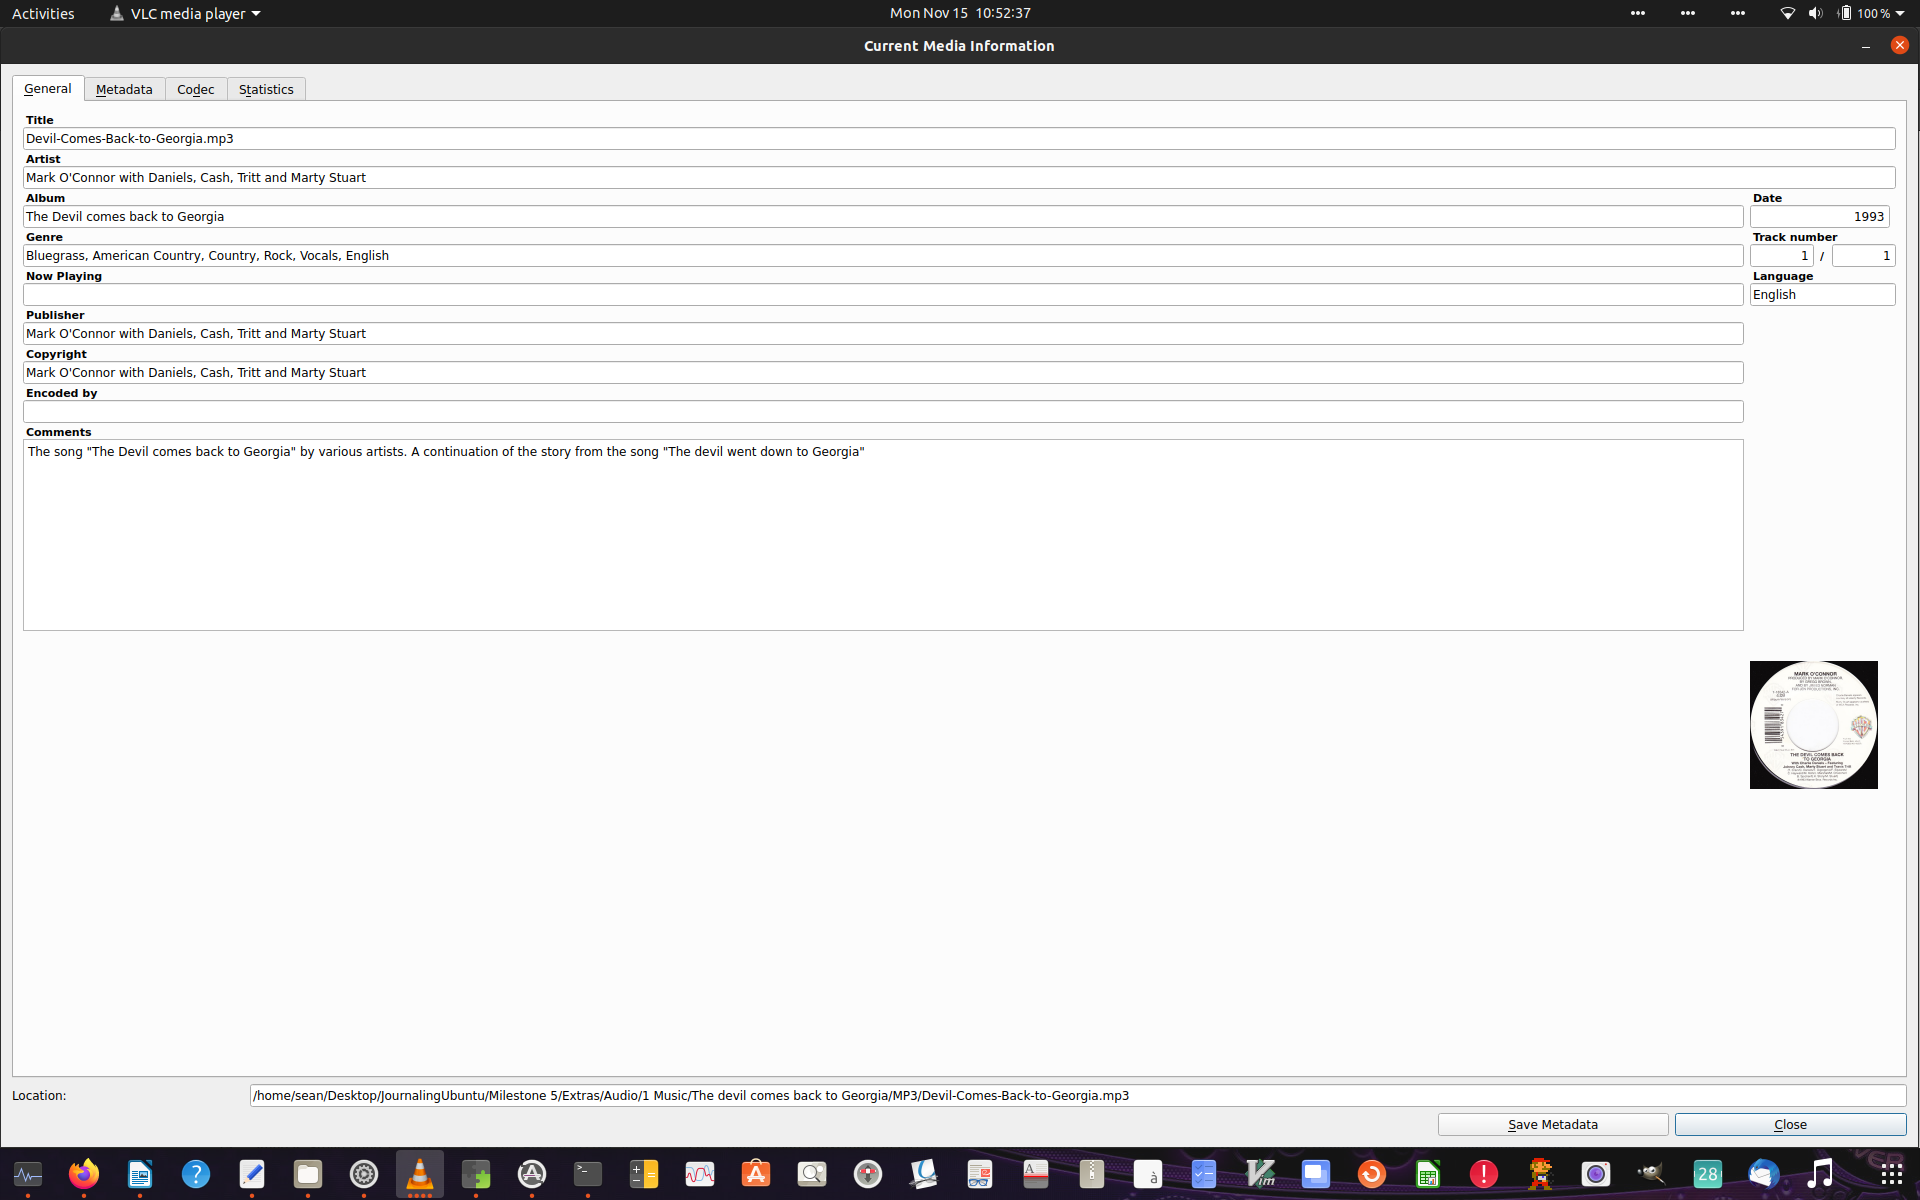 Activities VLC media player Mon Nov 15 10:52:37 100 %
Current Media Information
General Metadata Codec Statistics
Title
Devil-Comes-Back-to-Georgia.mp3
Artist
Mark O'Connor with Daniels, Cash, Tritt and Marty Stuart
Album Date
The Devil comes back to Georgia 1993
Genre Track number
Bluegrass, American Country, Country, Rock, Vocals, English 1 / 1
Now Playing Language
English
Publisher
Mark O'Connor with Daniels, Cash, Tritt and Marty Stuart
Copyright
Mark O'Connor with Daniels, Cash, Tritt and Marty Stuart
Encoded by
Comments
The song "The Devil comes back to Georgia" by various artists. A continuation of the story from the song "The devil went down to Georgia"
MARK O'CONNOR
THE DEVIL COMES BACK
TO GEORGIA
Location: /home/sean/Desktop/JournalingUbuntu/Milestone 5/Extras/Audio/1 Music/The devil comes back to Georgia/MP3/Devil-Comes-Back-to-Georgia.mp3
Save Metadata Close
28